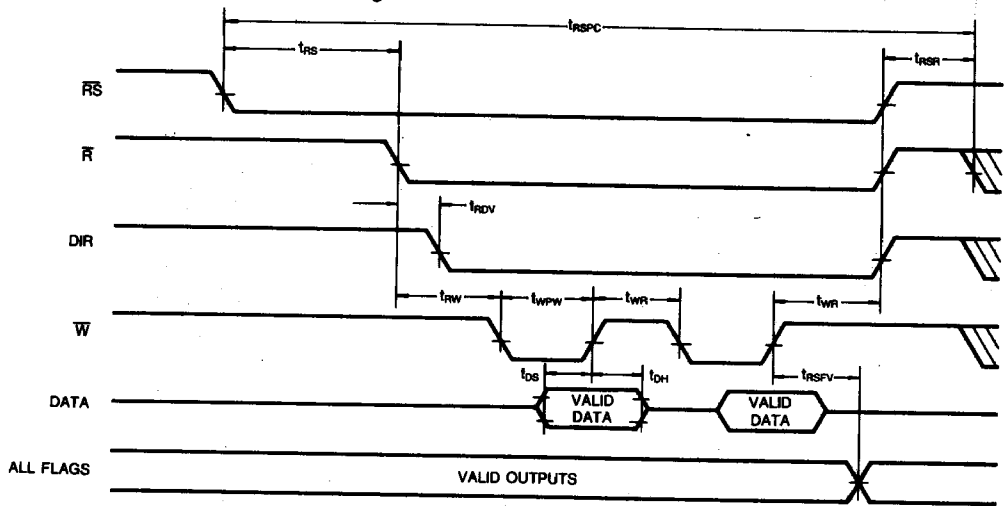 tRSPC
tRS
tRSR
RS
R
tRDV
DIR
tRW
tWPW
tWR
tWR
W
tRSFV
tDS
tDH
DATA
VALID
DATA
VALID
DATA
ALL FLAGS
VALID OUTPUTS